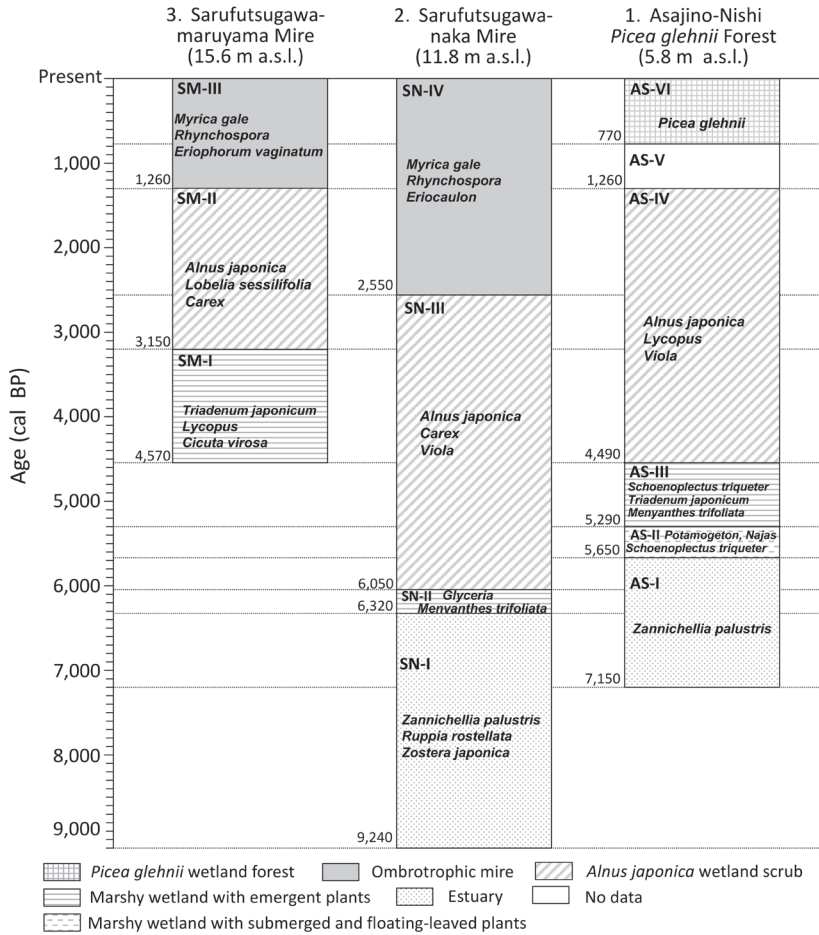 3. Sarufutsugawa-
maruyama Mire
(15.6 m a.s.l.)
2. Sarufutsugawa-
naka Mire
(11.8 m a.s.l.)
1. Asajino-Nishi
Picea glehnii Forest
(5.8 m a.s.l.)
Age (cal BP)
Present
1,000
2,000
3,000
4,000
5,000
6,000
7,000
8,000
9,000
SM-III
Myrica gale
Rhynchospora
Eriophorum vaginatum
1,260
SM-II
Alnus japonica
Lobelia sessilifolia
Carex
3,150
SM-I
Triadenum japonicum
Lycopus
Cicuta virosa
4,570
SN-IV
Myrica gale
Rhynchospora
Eriocaulon
2,550
SN-III
Alnus japonica
Carex
Viola
6,050
SN-II Glyceria
Menyanthes trifoliata
6,320
SN-I
Zannichellia palustris
Ruppia rostellata
Zostera japonica
9,240
AS-VI
Picea glehnii
770
AS-V
1,260
AS-IV
Alnus japonica
Lycopus
Viola
4,490
AS-III
Schoenoplectus triqueter
Triadenum japonicum
Menyanthes trifoliata
5,290
AS-II Potamogeton, Najas
Schoenoplectus triqueter
5,650
AS-I
Zannichellia palustris
7,150
Picea glehnii wetland forest
Ombrotrophic mire
Alnus japonica wetland scrub
Marshy wetland with emergent plants
Estuary
No data
Marshy wetland with submerged and floating-leaved plants